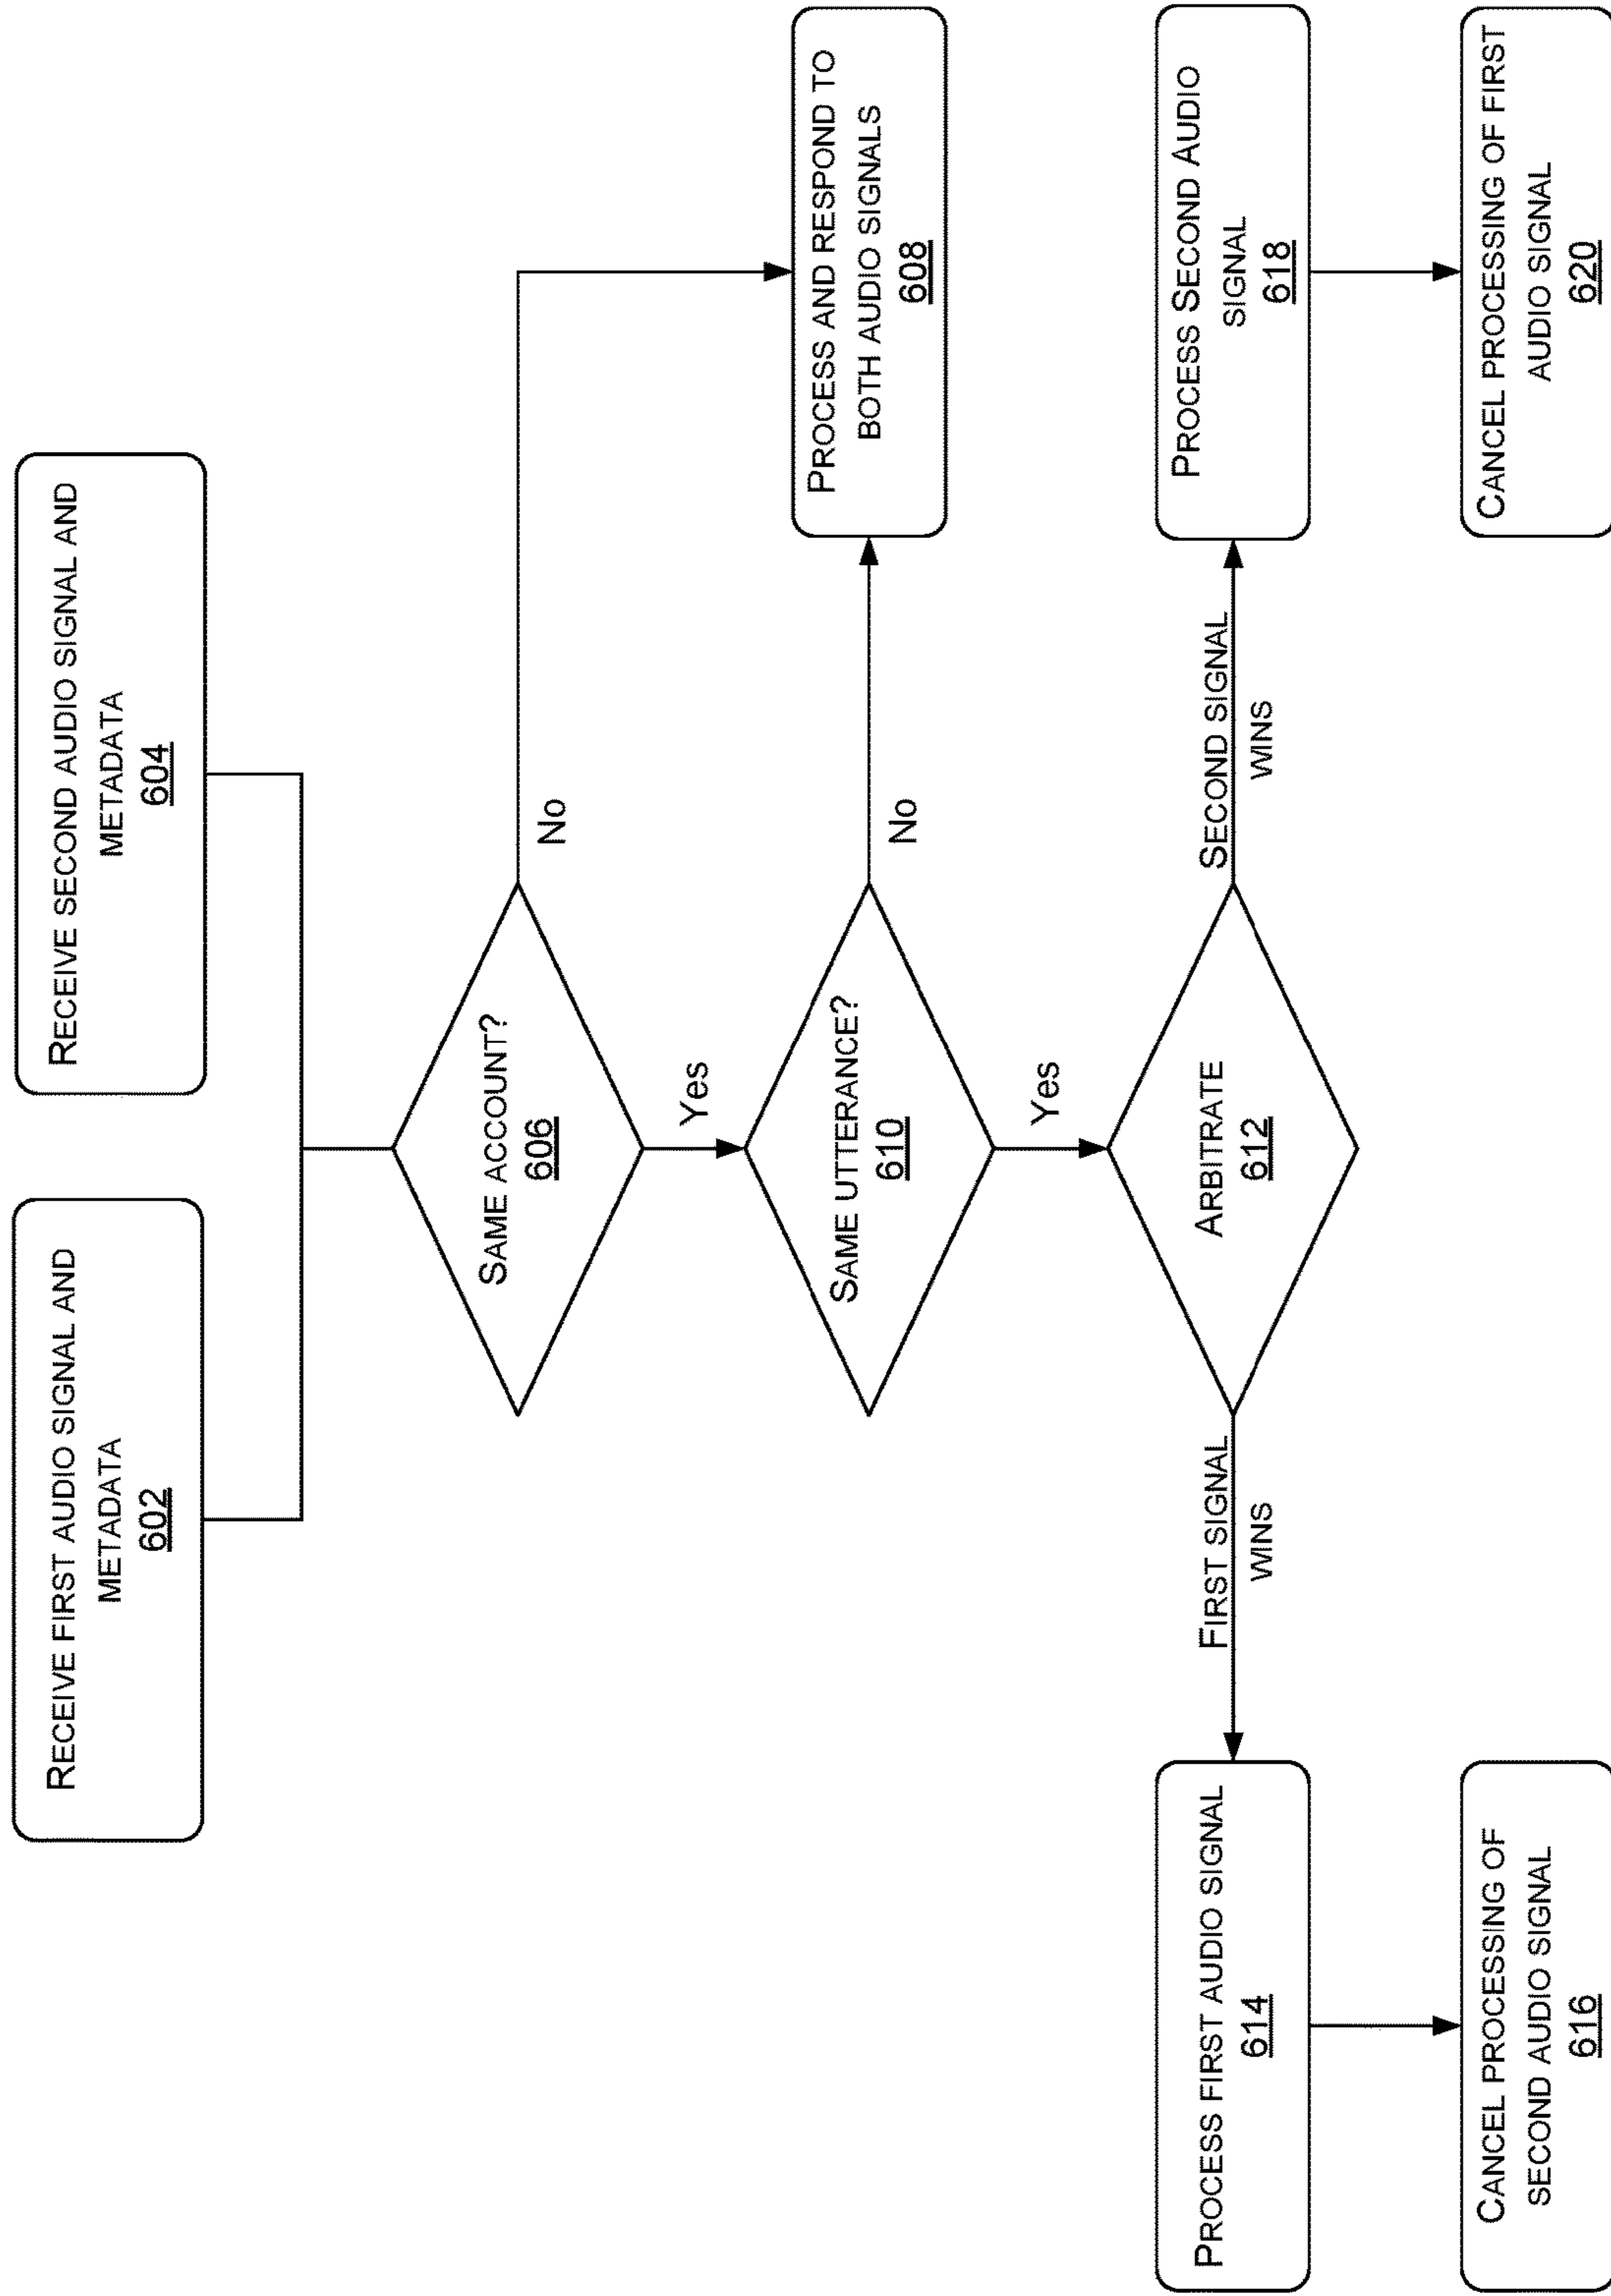 RECEIVE FIRST AUDIO SIGNAL AND
METADATA
602
RECEIVE SECOND AUDIO SIGNAL AND
METADATA
604
SAME ACCOUNT?
606
No
Yes
PROCESS AND RESPOND TO
BOTH AUDIO SIGNALS
608
SAME UTTERANCE?
610
No
Yes
ARBITRATE
612
FIRST SIGNAL
WINS
SECOND SIGNAL
WINS
PROCESS FIRST AUDIO SIGNAL
614
PROCESS SECOND AUDIO
SIGNAL
618
CANCEL PROCESSING OF
SECOND AUDIO SIGNAL
616
CANCEL PROCESSING OF FIRST
AUDIO SIGNAL
620